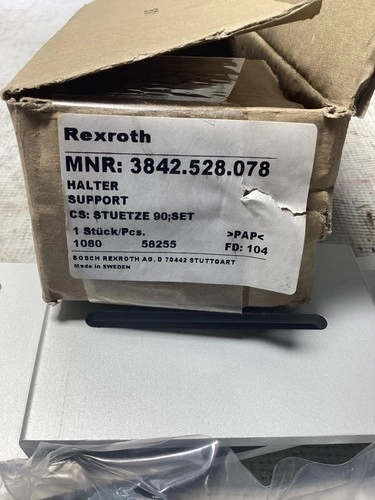 Rexroth
MNR: 3842.528.078
HALTER
SUPPORT
CS: STUETZE 90;SET
1 Stück/Pcs. >PAP<
1080 58255 FD: 104
BOSCH REXROTH AG. D 70442 STUTTGART
Made in SWEDEN